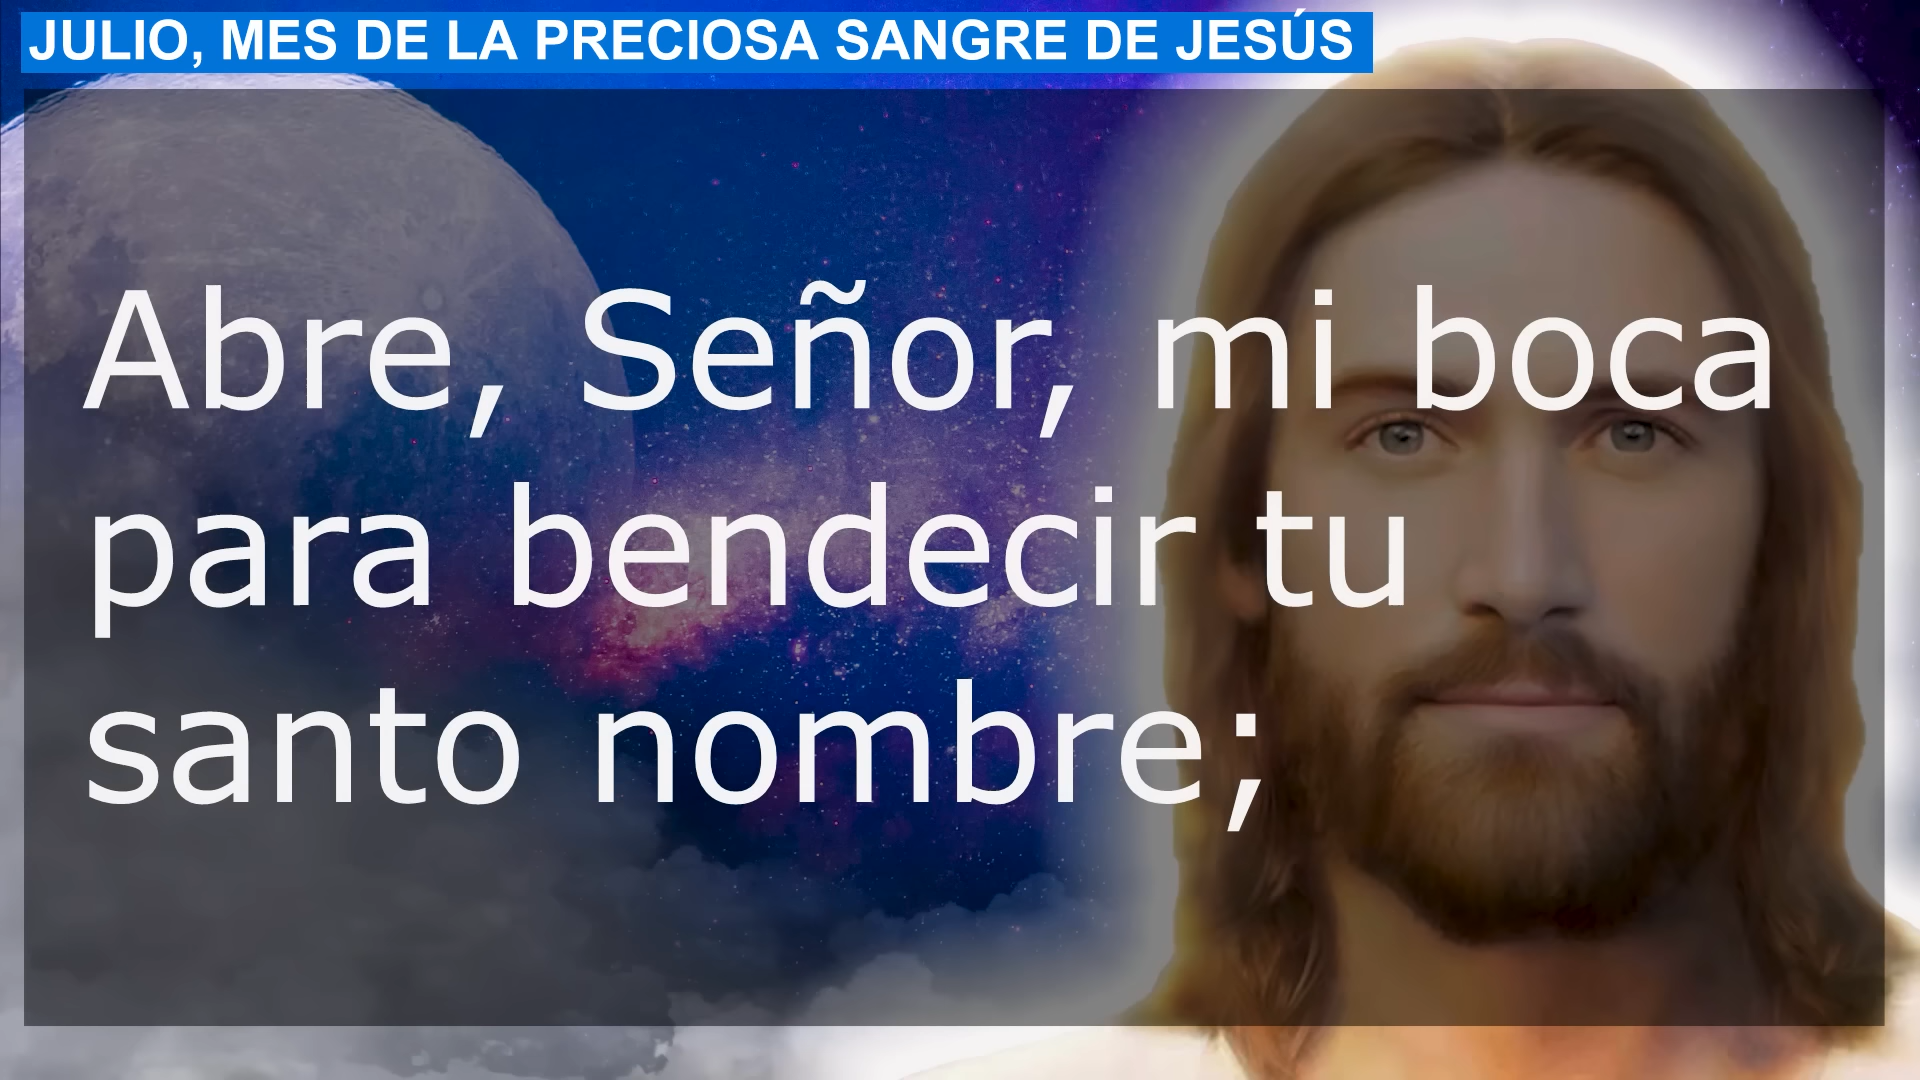 JULIO, MES DE LA PRECIOSA SANGRE DE JESÚS
Abre, Señor, mi boca
para bendecir tu
santo nombre;